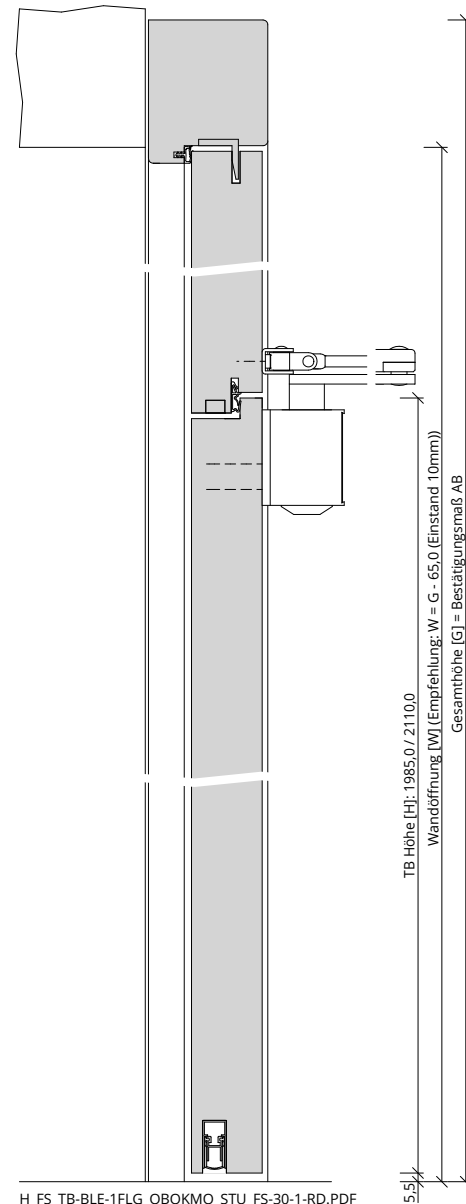 TB Höhe [H]: 1985,0 / 2110,0
Wandöffnung [W] (Empfehlung: W = G - 65,0 (Einstand 10mm))
Gesamthöhe [G] = Bestätigungsmaß AB
5,5
H_FS_TB-BLE-1FLG_OBOKMO_STU_FS-30-1-RD.PDF